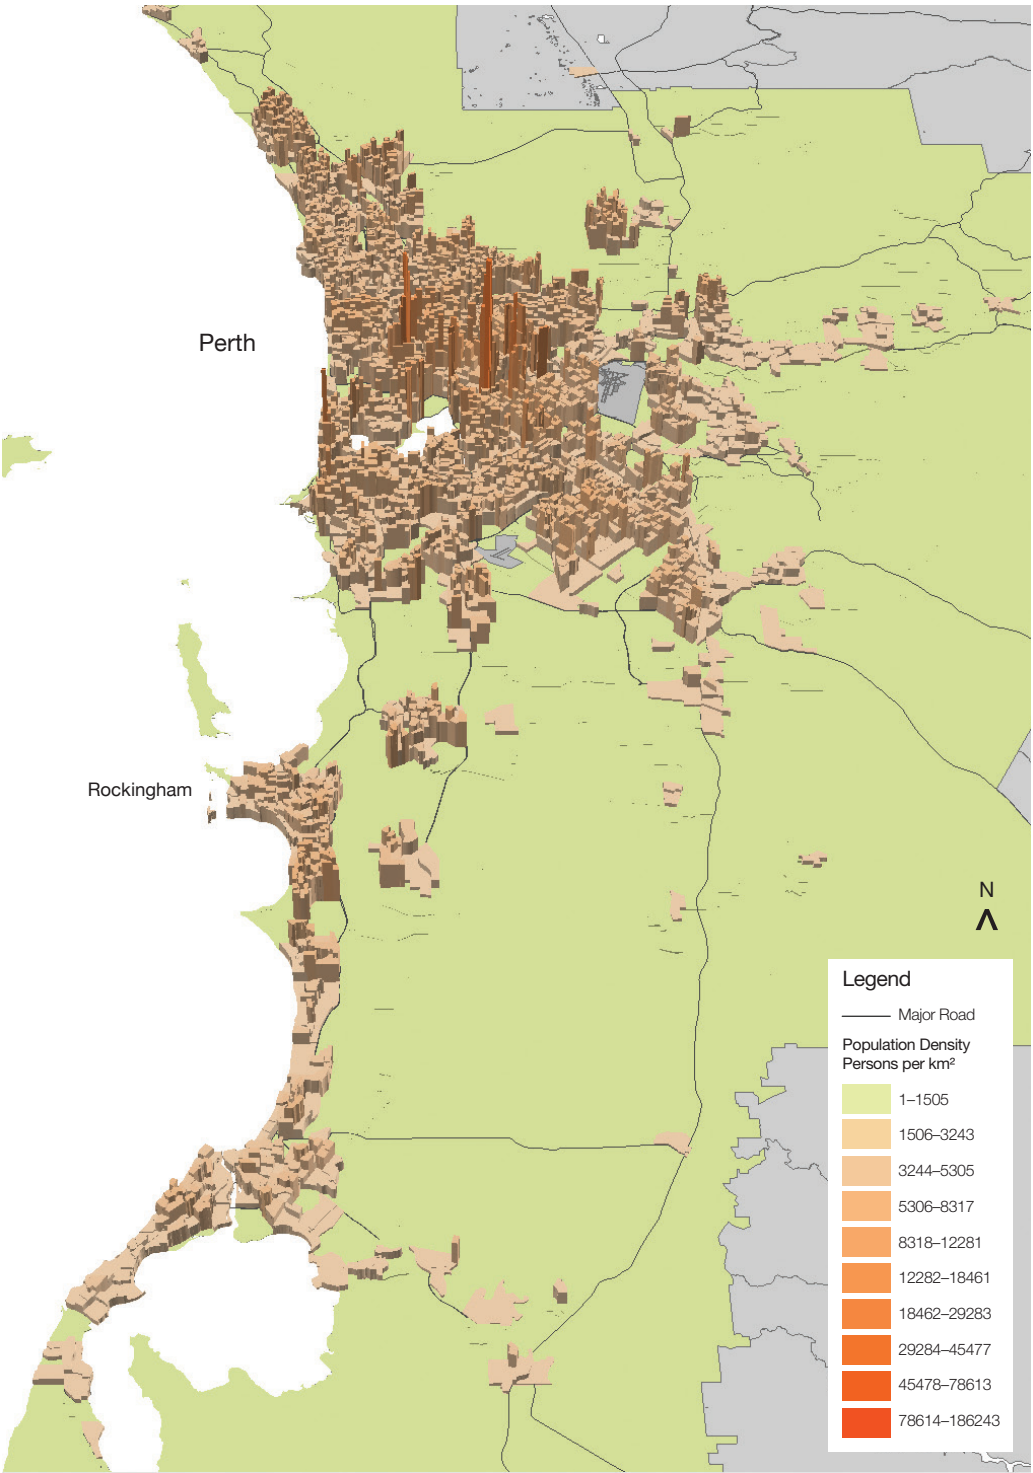 Perth
Rockingham
N
Legend
Major Road
Population Density
Persons per km²
1–1505
1506–3243
3244–5305
5306–8317
8318–12281
12282–18461
18462–29283
29284–45477
45478–78613
78614–186243